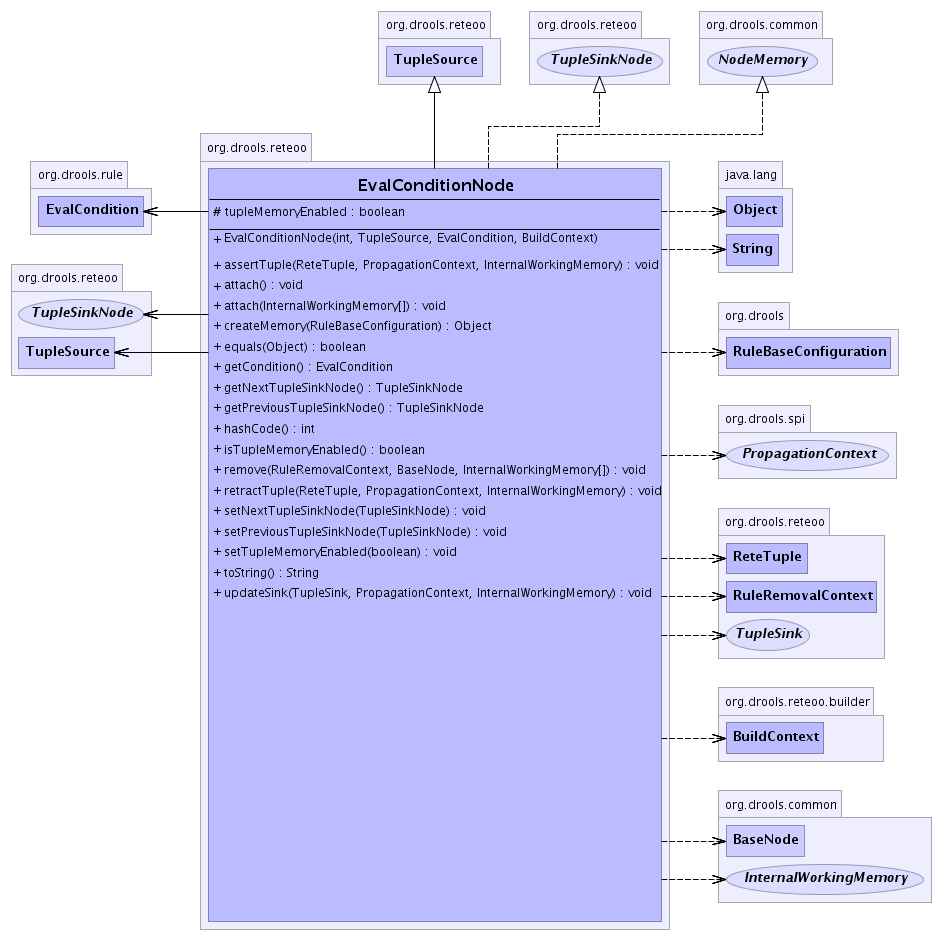 org.drools.reteoo
TupleSource
org.drools.reteoo
TupleSinkNode
org.drools.common
NodeMemory
org.drools.rule
EvalCondition
org.drools.reteoo
TupleSinkNode
TupleSource
org.drools.reteoo
EvalConditionNode
# tupleMemoryEnabled : boolean
+ EvalConditionNode(int, TupleSource, EvalCondition, BuildContext)
+ assertTuple(ReteTuple, PropagationContext, InternalWorkingMemory) : void
+ attach() : void
+ attach(InternalWorkingMemory[]) : void
+ createMemory(RuleBaseConfiguration) : Object
+ equals(Object) : boolean
+ getCondition() : EvalCondition
+ getNextTupleSinkNode() : TupleSinkNode
+ getPreviousTupleSinkNode() : TupleSinkNode
+ hashCode() : int
+ isTupleMemoryEnabled() : boolean
+ remove(RuleRemovalContext, BaseNode, InternalWorkingMemory[]) : void
+ retractTuple(ReteTuple, PropagationContext, InternalWorkingMemory) : void
+ setNextTupleSinkNode(TupleSinkNode) : void
+ setPreviousTupleSinkNode(TupleSinkNode) : void
+ setTupleMemoryEnabled(boolean) : void
+ toString() : String
+ updateSink(TupleSink, PropagationContext, InternalWorkingMemory) : void
java.lang
Object
String
org.drools
RuleBaseConfiguration
org.drools.spi
PropagationContext
org.drools.reteoo
ReteTuple
RuleRemovalContext
TupleSink
org.drools.reteoo.builder
BuildContext
org.drools.common
BaseNode
InternalWorkingMemory